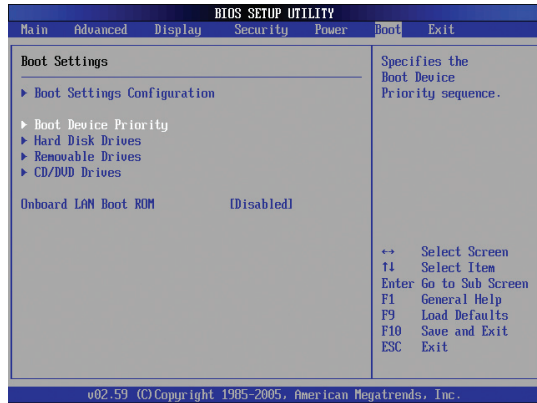 BIOS SETUP UTILITY
Main Advanced Display Security Power Boot Exit
Boot Settings
▶ Boot Settings Configuration
▶ Boot Device Priority
▶ Hard Disk Drives
▶ Removable Drives
▶ CD/DVD Drives
Onboard LAN Boot ROM [Disabled]
Specifies the
Boot Device
Priority sequence.
↔ Select Screen
↑↓ Select Item
Enter Go to Sub Screen
F1 General Help
F9 Load Defaults
F10 Save and Exit
ESC Exit
v02.59 (C)Copyright 1985-2005, American Megatrends, Inc.